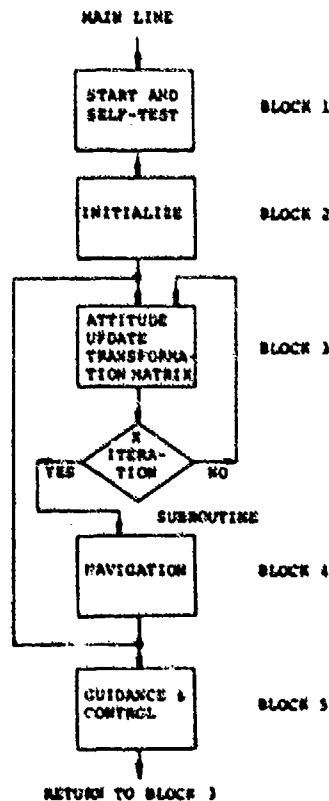 MAIN LINE
START AND
SELF-TEST
BLOCK 1
INITIALIZE
BLOCK 2
ATTITUDE
UPDATE
TRANSFORMA-
TION MATRIX
BLOCK 3
ITERA-
TION
YES
NO
SUBROUTINE
NAVIGATION
BLOCK 4
GUIDANCE &
CONTROL
BLOCK 5
RETURN TO BLOCK 3